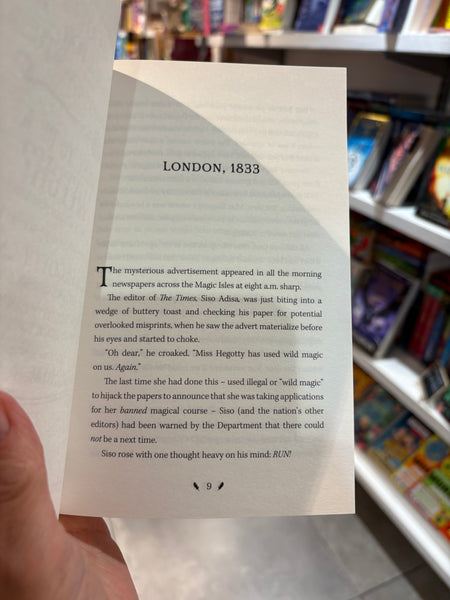 LONDON, 1833
The mysterious advertisement appeared in all the morning
newspapers across the Magic Isles at eight a.m. sharp.
The editor of The Times, Siso Adisa, was just biting into a
wedge of buttery toast and checking his paper for potential
overlooked misprints, when he saw the advert materialize before
his eyes and started to choke.
“Oh dear,” he croaked. “Miss Hegotty has used wild magic
on us. Again.”
The last time she had done this – used illegal or “wild magic”
to hijack the papers to announce that she was taking applications
for her banned magical course – Siso (and the nation’s other
editors) had been warned by the Department that there could
not be a next time.
Siso rose with one thought heavy on his mind: RUN!
9